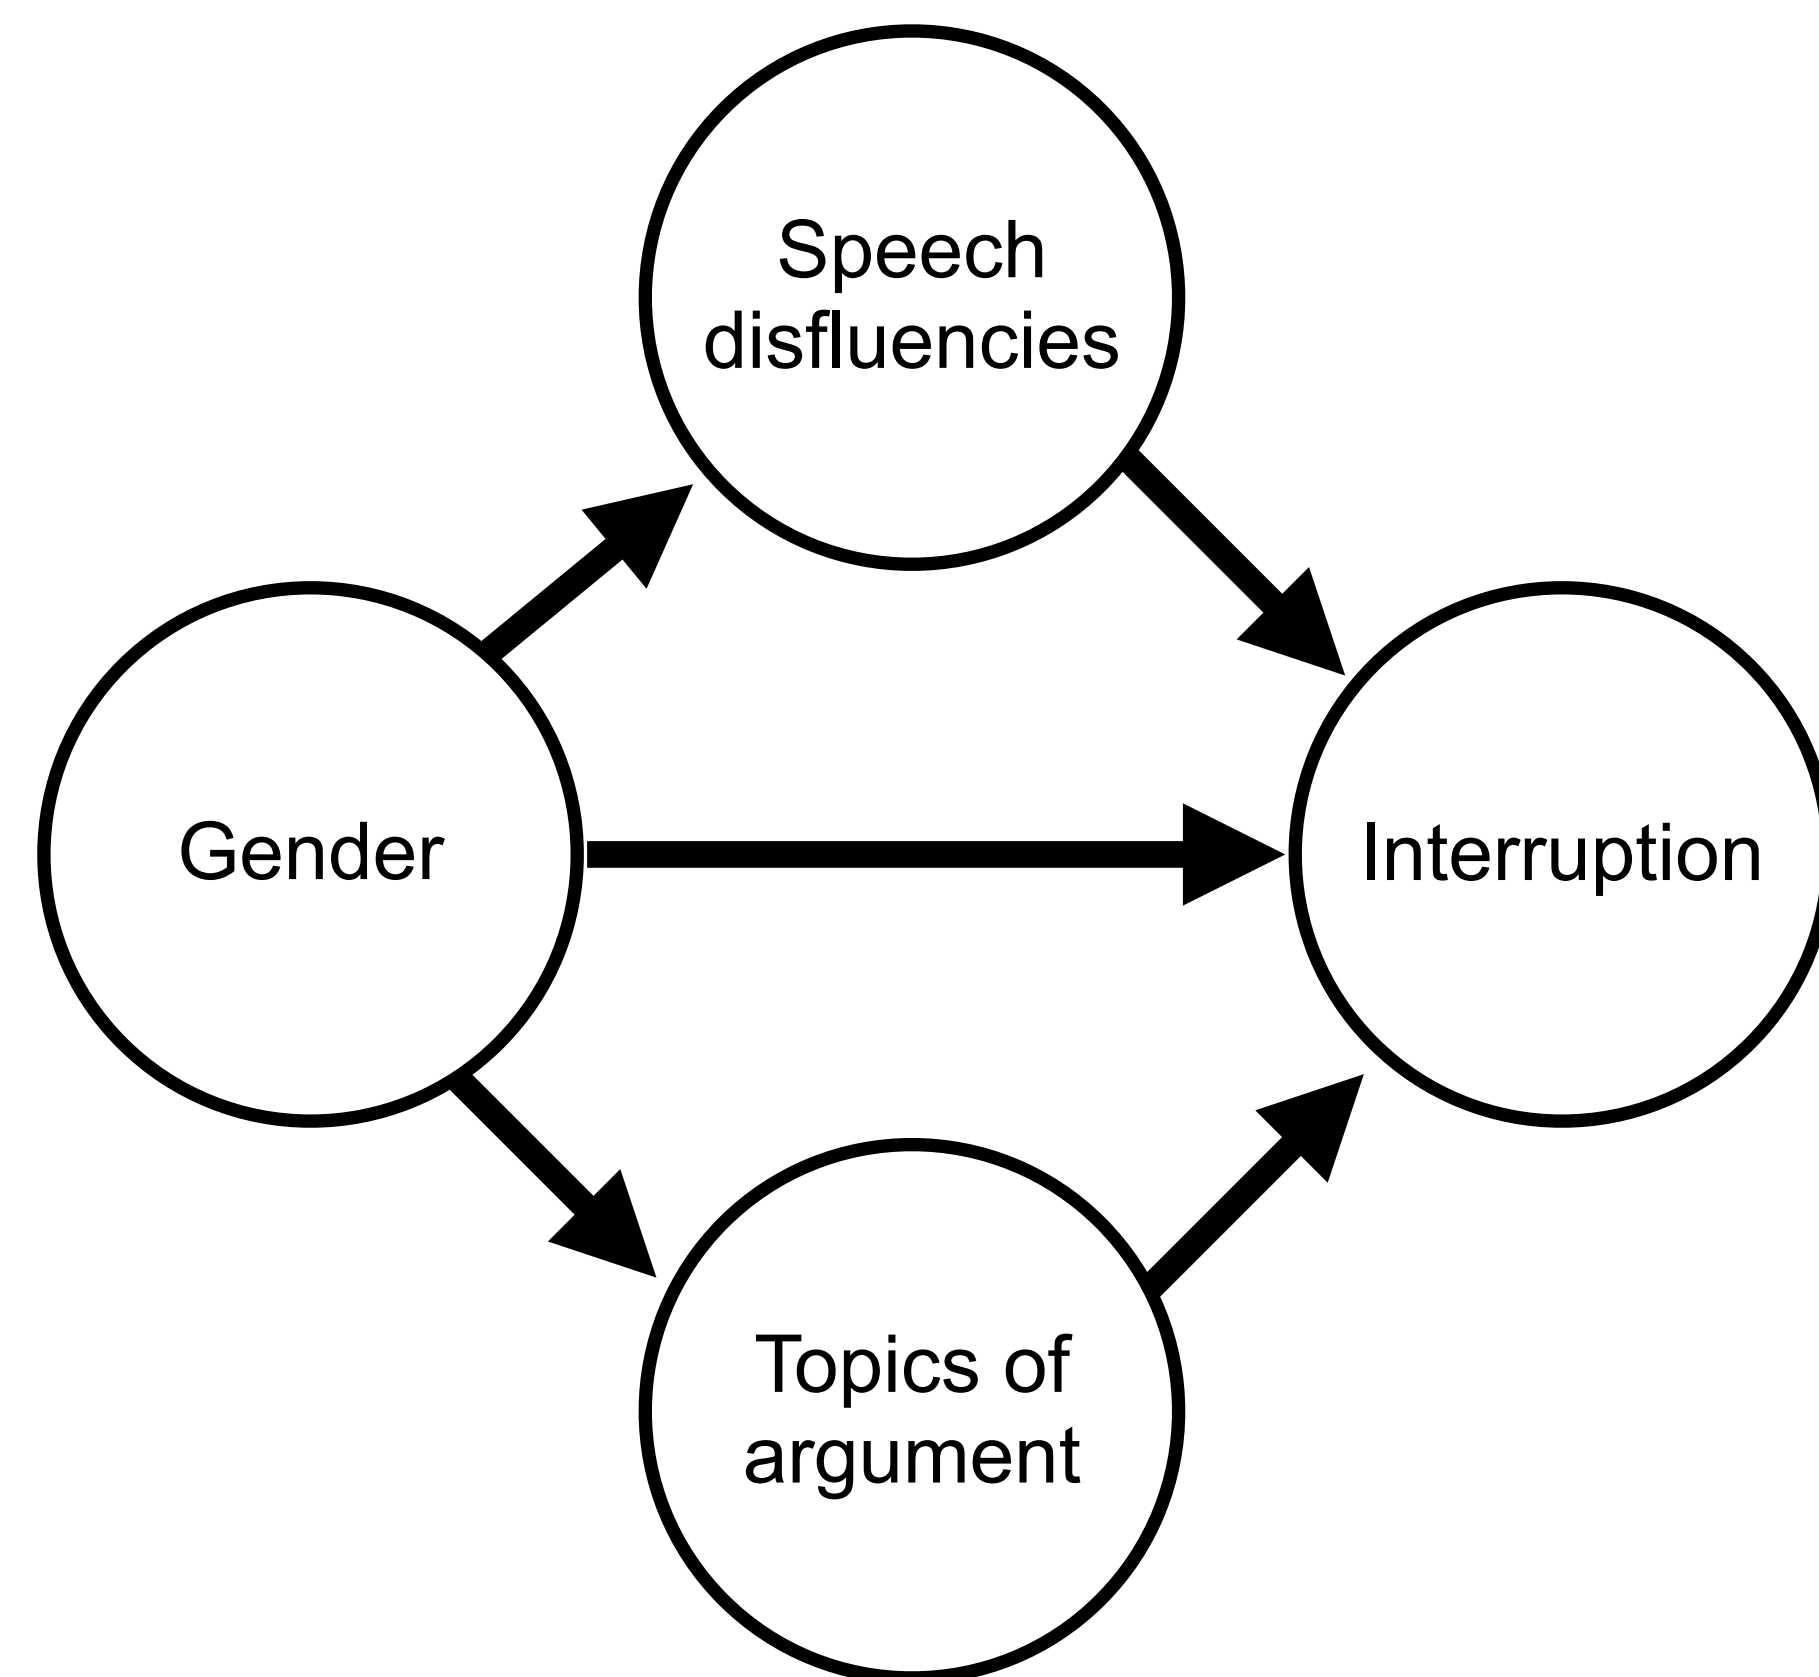 Speech
disfluencies
Gender
Interruption
Topics of
argument